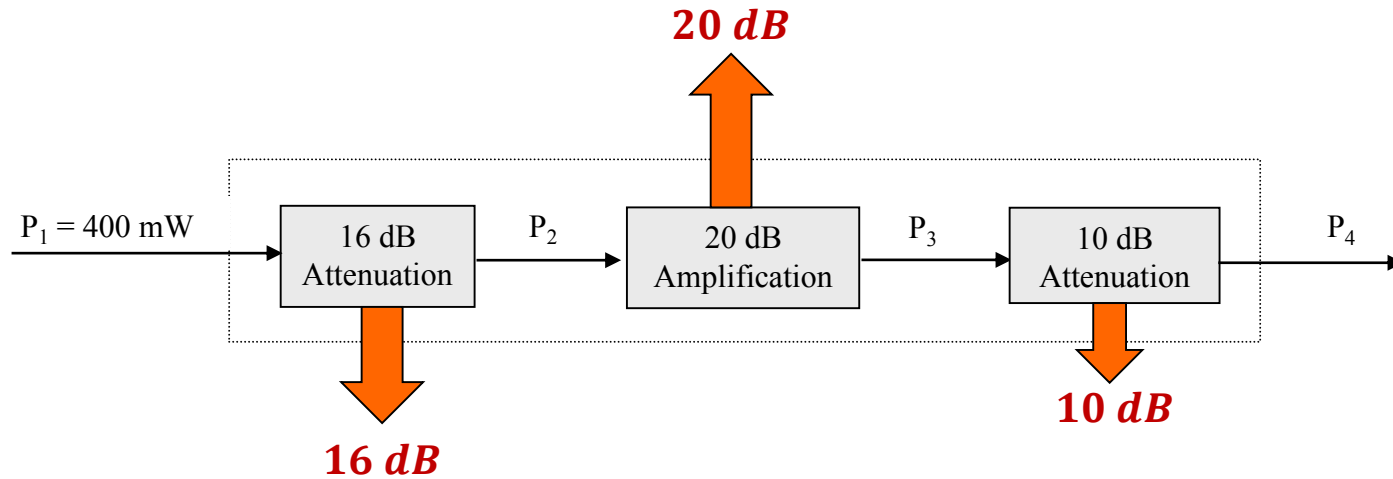 20 dB
P₁ = 400 mW
16 dB
Attenuation
P₂
20 dB
Amplification
P₃
10 dB
Attenuation
P₄
16 dB
10 dB